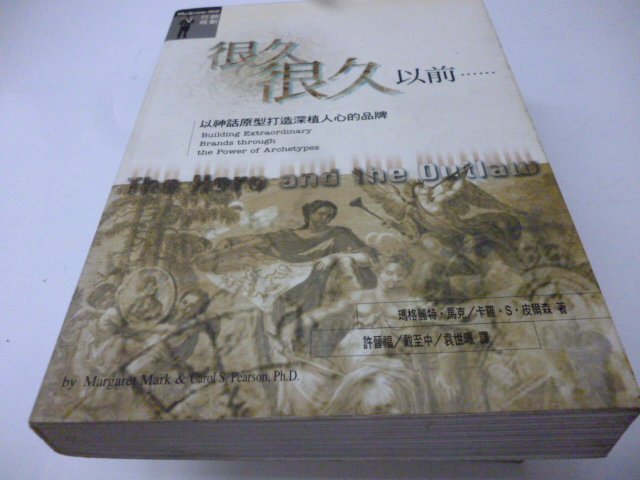 McGraw-Hill
很久
很久以前……
以神話原型打造深植人心的品牌
Building Extraordinary
Brands through
the Power of Archetypes
The Hero and the Outlaw
瑪格麗特·馬克／卡羅·S·皮爾森 著
許晉福／戴至中／袁世珮 譯
by Margaret Mark & Carol S. Pearson, Ph.D.